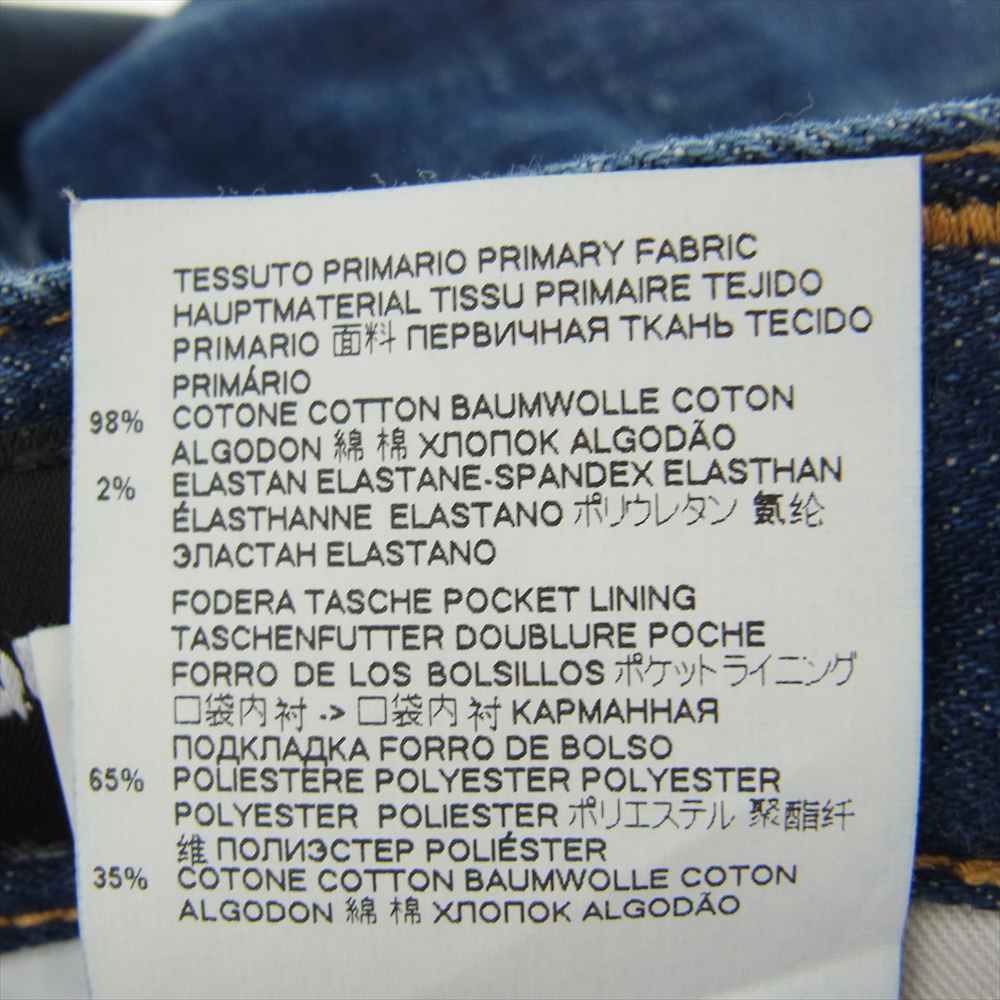 TESSUTO PRIMARIO PRIMARY FABRIC
HAUPTMATERIAL TISSU PRIMAIRE TEJIDO
PRIMARIO 面料 ПЕРВИЧНАЯ ТКАНЬ TECIDO
PRIMÁRIO
98% COTONE COTTON BAUMWOLLE COTON
ALGODON 綿 棉 ХЛОПОК ALGODÃO
2% ELASTAN ELASTANE-SPANDEX ELASTHAN
ÉLASTHANNE ELASTANO ポリウレタン 氨纶
ЭЛАСТАН ELASTANO
FODERA TASCHE POCKET LINING
TASCHENFUTTER DOUBLURE POCHE
FORRO DE LOS BOLSILLOS ポケットライニング
口袋内衬 -> 口袋内衬 КАРМАННАЯ
ПОДКЛАДКА FORRO DE BOLSO
65% POLIESTERE POLYESTER POLYESTER
POLYESTER POLIESTER ポリエステル 聚酯纤
维 ПОЛИЭСТЕР POLIÉSTER
35% COTONE COTTON BAUMWOLLE COTON
ALGODON 綿 棉 ХЛОПОК ALGODÃO